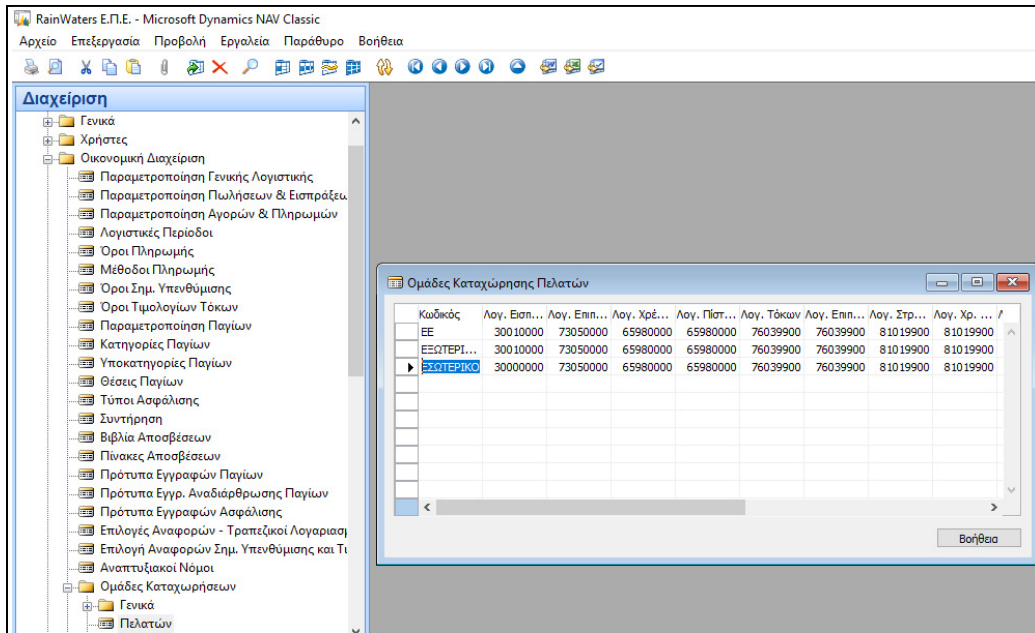 RainWaters Ε.Π.Ε. - Microsoft Dynamics NAV Classic
Αρχείο Επεξεργασία Προβολή Εργαλεία Παράθυρο Βοήθεια
Διαχείριση
Γενικά
Χρήστες
Οικονομική Διαχείριση
Παραμετροποίηση Γενικής Λογιστικής
Παραμετροποίηση Πωλήσεων & Εισπράξεω
Παραμετροποίηση Αγορών & Πληρωμών
Λογιστικές Περίοδοι
Όροι Πληρωμής
Μέθοδοι Πληρωμής
Όροι Σημ. Υπενθύμισης
Όροι Τιμολογίων Τόκων
Παραμετροποίηση Παγίων
Κατηγορίες Παγίων
Υποκατηγορίες Παγίων
Θέσεις Παγίων
Τύποι Ασφάλισης
Συντήρηση
Βιβλία Αποσβέσεων
Πίνακες Αποσβέσεων
Πρότυπα Εγγραφών Παγίων
Πρότυπα Εγγρ. Αναδιάρθρωσης Παγίων
Πρότυπα Εγγραφών Ασφάλισης
Επιλογές Αναφορών - Τραπεζικοί Λογαριασμ
Επιλογή Αναφορών Σημ. Υπενθύμισης και Τι
Αναπτυξιακοί Νόμοι
Ομάδες Καταχωρήσεων
Γενικά
Πελατών
Ομάδες Καταχώρησης Πελατών
Κωδικός Λογ. Εισπ... Λογ. Επιπ... Λογ. Χρέ... Λογ. Πίστ... Λογ. Τόκων Λογ. Επιπ... Λογ. Στρ... Λογ. Χρ. ... Λ
ΕΕ 30010000 73050000 65980000 65980000 76039900 76039900 81019900 81019900
ΕΞΩΤΕΡΙ... 30010000 73050000 65980000 65980000 76039900 76039900 81019900 81019900
ΕΣΩΤΕΡΙΚΟ 30000000 73050000 65980000 65980000 76039900 76039900 81019900 81019900
Βοήθεια